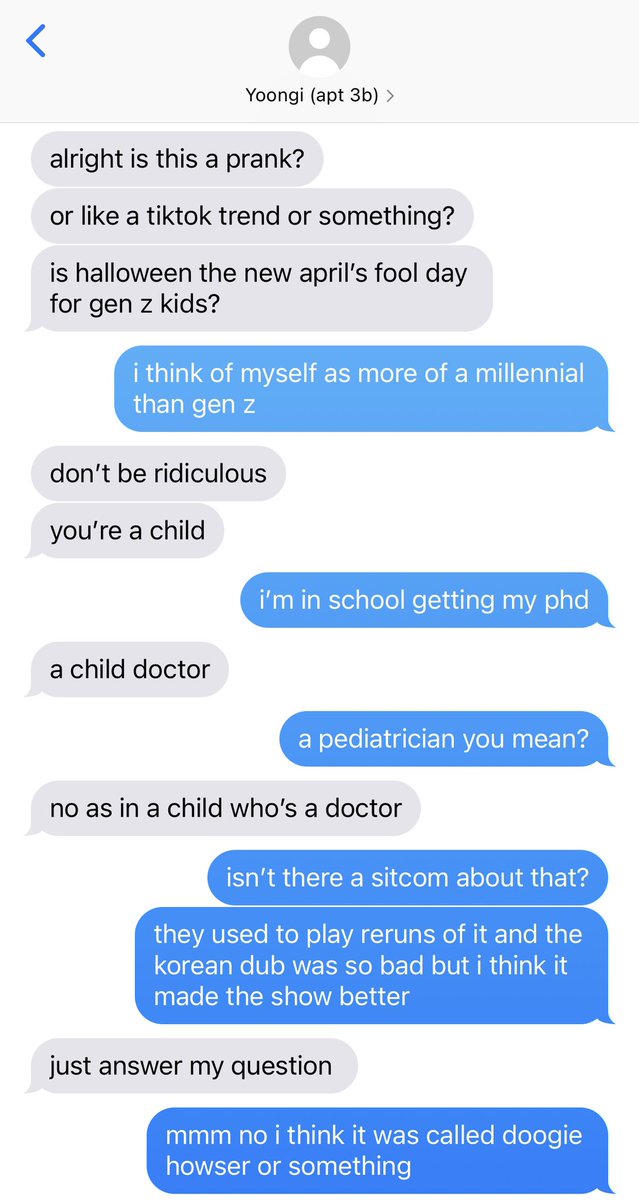 Yoongi (apt 3b)
alright is this a prank?
or like a tiktok trend or something?
is halloween the new april’s fool day
for gen z kids?
i think of myself as more of a millennial
than gen z
don’t be ridiculous
you’re a child
i’m in school getting my phd
a child doctor
a pediatrician you mean?
no as in a child who’s a doctor
isn’t there a sitcom about that?
they used to play reruns of it and the
korean dub was so bad but i think it
made the show better
just answer my question
mmm no i think it was called doogie
howser or something